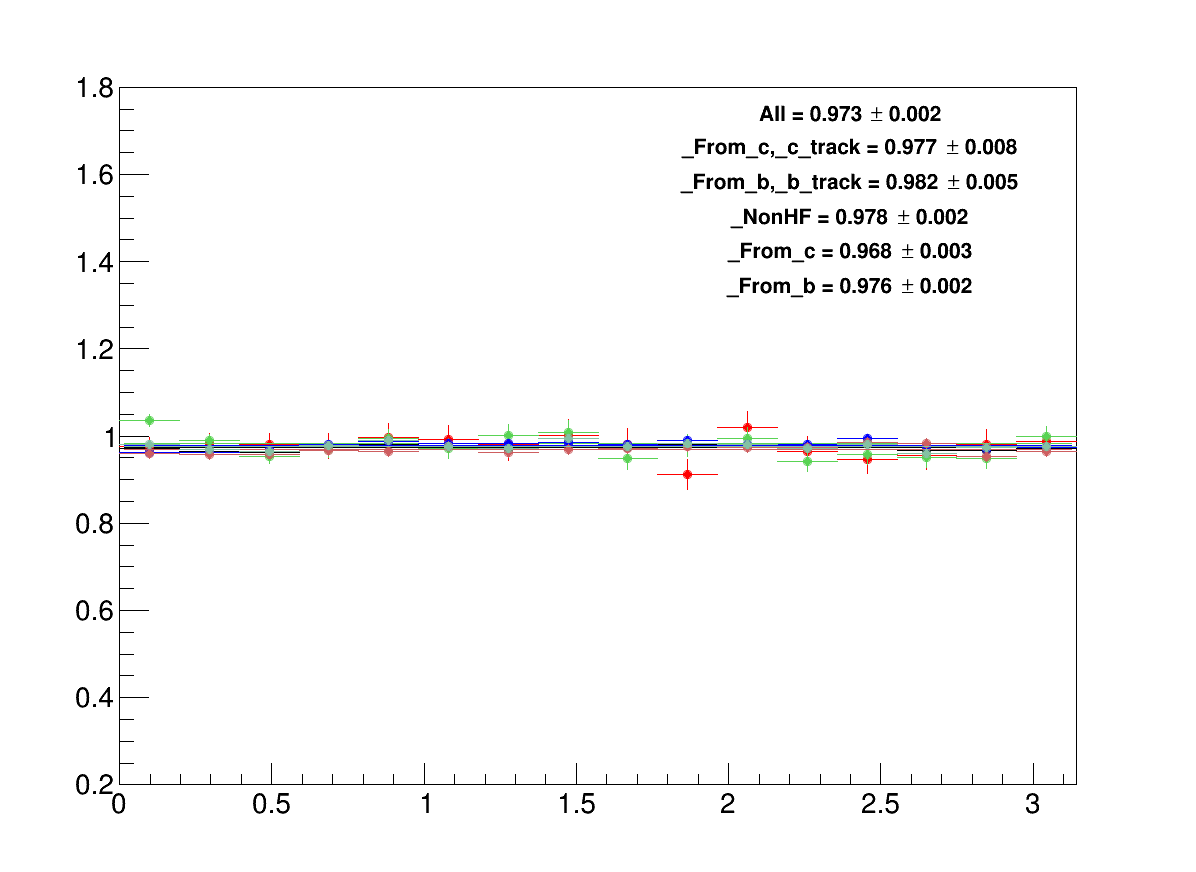 1.8
1.6
1.4
1.2
1
0.8
0.6
0.4
0.2
All = 0.973 ± 0.002
_From_c,_c_track = 0.977 ± 0.008
_From_b,_b_track = 0.982 ± 0.005
_NonHF = 0.978 ± 0.002
_From_c = 0.968 ± 0.003
_From_b = 0.976 ± 0.002
0 0.5 1 1.5 2 2.5 3